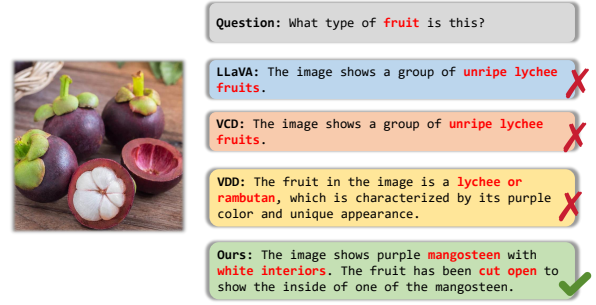 Question: What type of fruit is this?
LLaVA: The image shows a group of unripe lychee
fruits.
VCD: The image shows a group of unripe lychee
fruits.
VDD: The fruit in the image is a lychee or
rambutan, which is characterized by its purple
color and unique appearance.
Ours: The image shows purple mangosteen with
white interiors. The fruit has been cut open to
show the inside of one of the mangosteen.